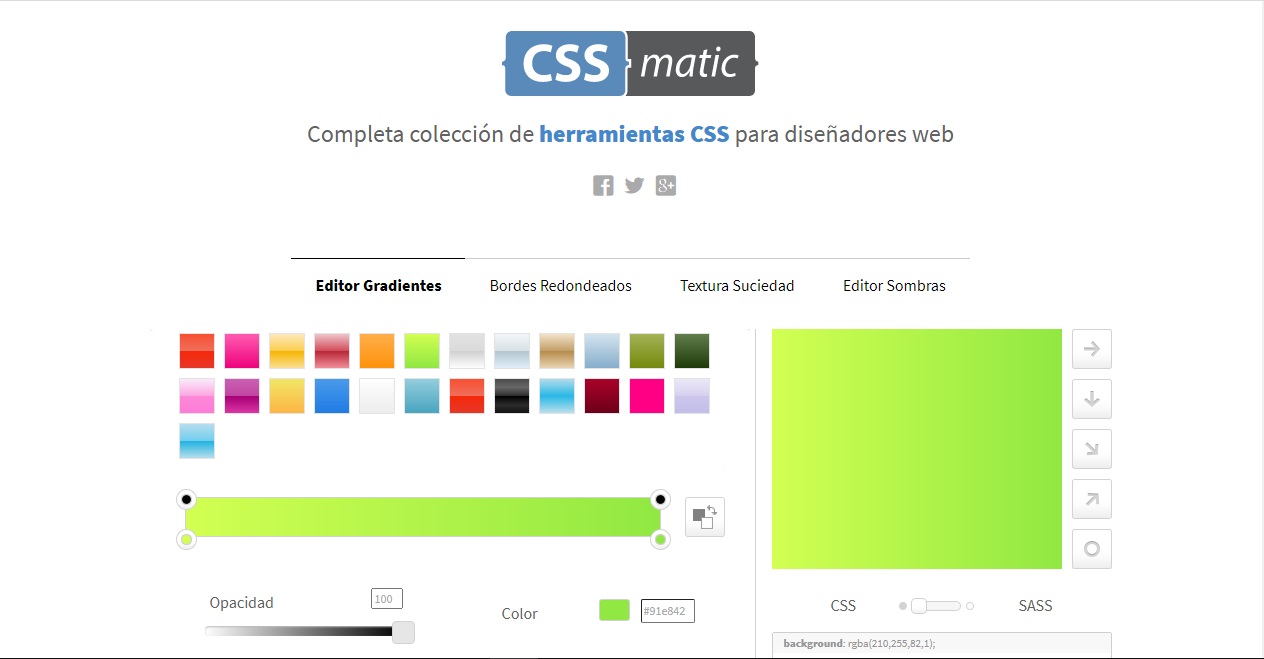 CSS matic
Completa colección de herramientas CSS para diseñadores web
Editor Gradientes Bordes Redondeados Textura Suciedad Editor Sombras
Opacidad 100
Color #91e842
CSS SASS
background: rgba(210,255,82,1);